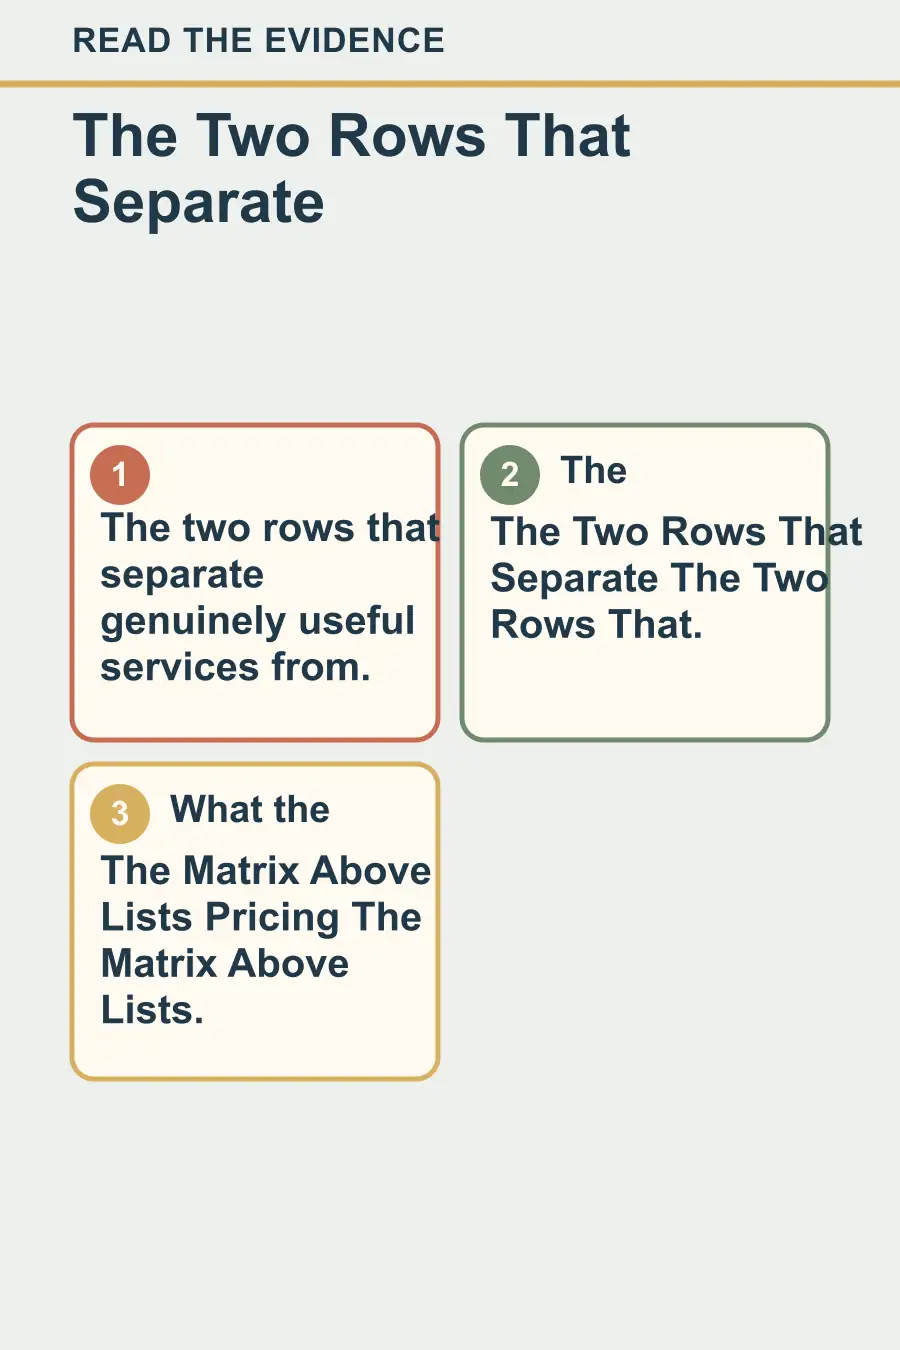 READ THE EVIDENCE
The Two Rows That
Separate
1
The two rows that
separate
genuinely useful
services from.
2
The
The Two Rows That
Separate The Two
Rows That.
3
What the
The Matrix Above
Lists Pricing The
Matrix Above
Lists.